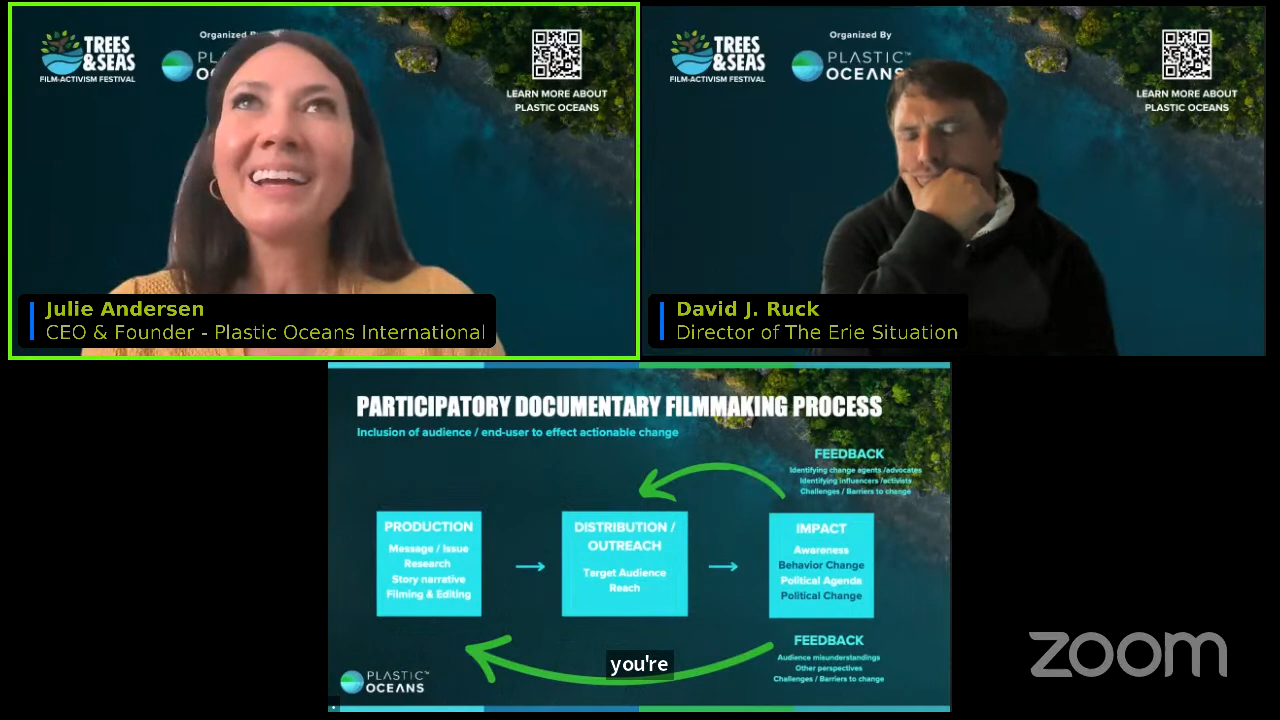 TREES
& SEAS
FILM-ACTIVISM FESTIVAL
Organized By
PLASTIC
OCEANS
LEARN MORE ABOUT
PLASTIC OCEANS
Julie Andersen
CEO & Founder - Plastic Oceans International
TREES
& SEAS
FILM-ACTIVISM FESTIVAL
Organized By
PLASTIC™
OCEANS
LEARN MORE ABOUT
PLASTIC OCEANS
David J. Ruck
Director of The Erie Situation
PARTICIPATORY DOCUMENTARY FILMMAKING PROCESS
Inclusion of audience / end-user to effect actionable change
FEEDBACK
Identifying change agents /advocates
Identifying influencers /activists
Challenges / Barriers to change
PRODUCTION
Message / Issue
Research
Story narrative
Filming & Editing
DISTRIBUTION /
OUTREACH
Target Audience
Reach
IMPACT
Awareness
Behavior Change
Political Agenda
Political Change
FEEDBACK
Audience misunderstandings
Other perspectives
Challenges / Barriers to change
you're
PLASTIC™
OCEANS
zoom